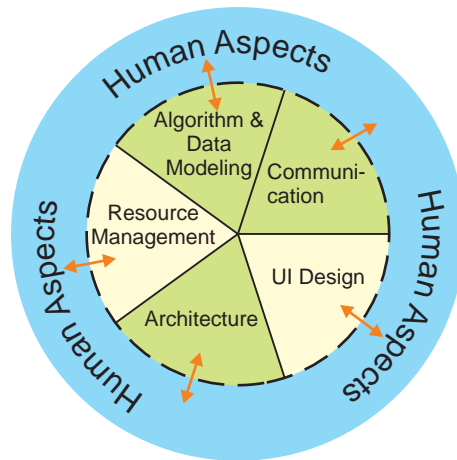 Human Aspects
Algorithm &
Data
Modeling
Communi-
cation
Resource
Management
UI Design
Architecture
Human Aspects
Human Aspects